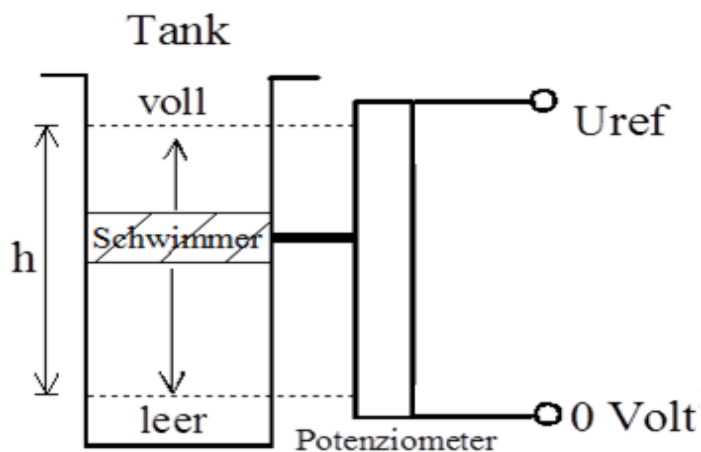 Tank
voll
Uref
Schwimmer
h
leer
0 Volt
Potenziometer